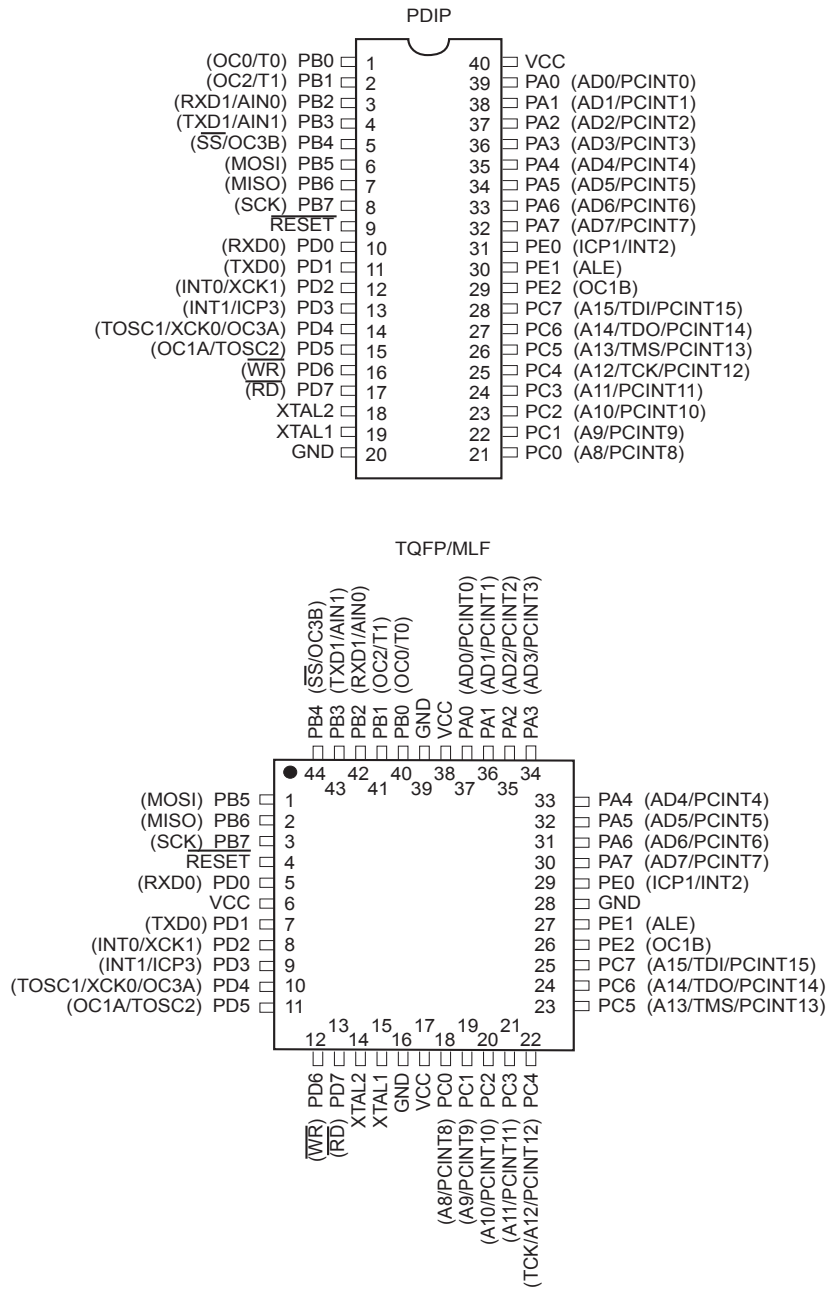 PDIP
(OC0/T0) PB0 1 40 VCC
(OC2/T1) PB1 2 39 PA0 (AD0/PCINT0)
(RXD1/AIN0) PB2 3 38 PA1 (AD1/PCINT1)
(TXD1/AIN1) PB3 4 37 PA2 (AD2/PCINT2)
(SS/OC3B) PB4 5 36 PA3 (AD3/PCINT3)
(MOSI) PB5 6 35 PA4 (AD4/PCINT4)
(MISO) PB6 7 34 PA5 (AD5/PCINT5)
(SCK) PB7 8 33 PA6 (AD6/PCINT6)
RESET 9 32 PA7 (AD7/PCINT7)
(RXD0) PD0 10 31 PE0 (ICP1/INT2)
(TXD0) PD1 11 30 PE1 (ALE)
(INT0/XCK1) PD2 12 29 PE2 (OC1B)
(INT1/ICP3) PD3 13 28 PC7 (A15/TDI/PCINT15)
(TOSC1/XCK0/OC3A) PD4 14 27 PC6 (A14/TDO/PCINT14)
(OC1A/TOSC2) PD5 15 26 PC5 (A13/TMS/PCINT13)
(WR) PD6 16 25 PC4 (A12/TCK/PCINT12)
(RD) PD7 17 24 PC3 (A11/PCINT11)
XTAL2 18 23 PC2 (A10/PCINT10)
XTAL1 19 22 PC1 (A9/PCINT9)
GND 20 21 PC0 (A8/PCINT8)
TQFP/MLF
PB4 (SS/OC3B)
PB3 (TXD1/AIN1)
PB2 (RXD1/AIN0)
PB1 (OC2/T1)
PB0 (OC0/T0)
GND
VCC
PA0 (AD0/PCINT0)
PA1 (AD1/PCINT1)
PA2 (AD2/PCINT2)
PA3 (AD3/PCINT3)
44 42 40 38 36 34
43 41 39 37 35
(MOSI) PB5 1 33 PA4 (AD4/PCINT4)
(MISO) PB6 2 32 PA5 (AD5/PCINT5)
(SCK) PB7 3 31 PA6 (AD6/PCINT6)
RESET 4 30 PA7 (AD7/PCINT7)
(RXD0) PD0 5 29 PE0 (ICP1/INT2)
VCC 6 28 GND
(TXD0) PD1 7 27 PE1 (ALE)
(INT0/XCK1) PD2 8 26 PE2 (OC1B)
(INT1/ICP3) PD3 9 25 PC7 (A15/TDI/PCINT15)
(TOSC1/XCK0/OC3A) PD4 10 24 PC6 (A14/TDO/PCINT14)
(OC1A/TOSC2) PD5 11 23 PC5 (A13/TMS/PCINT13)
13 15 17 19 21
12 14 16 18 20 22
(WR) PD6
(RD) PD7
XTAL2
XTAL1
GND
VCC
(A8/PCINT8) PC0
(A9/PCINT9) PC1
(A10/PCINT10) PC2
(A11/PCINT11) PC3
(TCK/A12/PCINT12) PC4